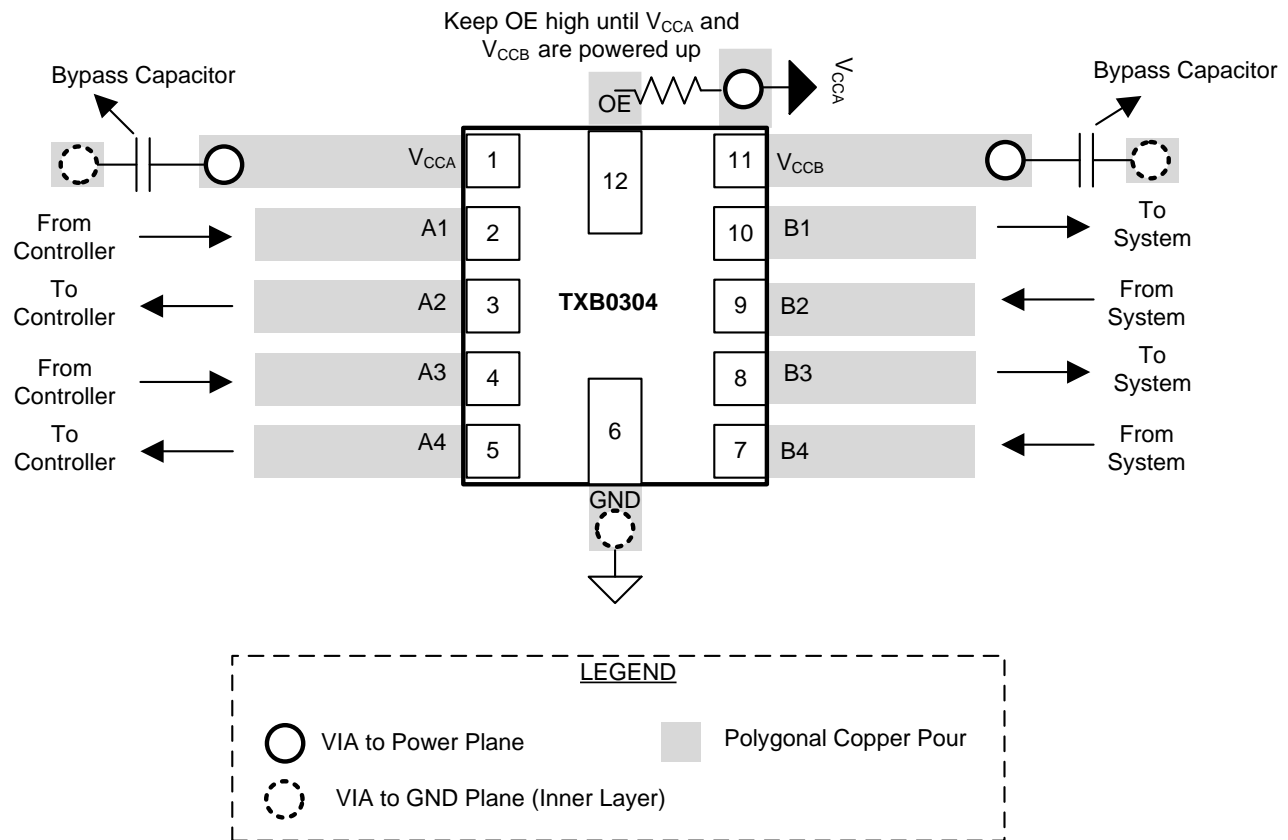 Keep OE high until VCCA and
VCCB are powered up
Bypass Capacitor
Bypass Capacitor
OE
VCCA
VCCA
1
12
11
VCCB
From
Controller
A1
2
10
B1
To
System
To
Controller
A2
3
TXB0304
9
B2
From
System
From
Controller
A3
4
8
B3
To
System
To
Controller
A4
5
6
7
B4
From
System
GND
LEGEND
VIA to Power Plane
Polygonal Copper Pour
VIA to GND Plane (Inner Layer)